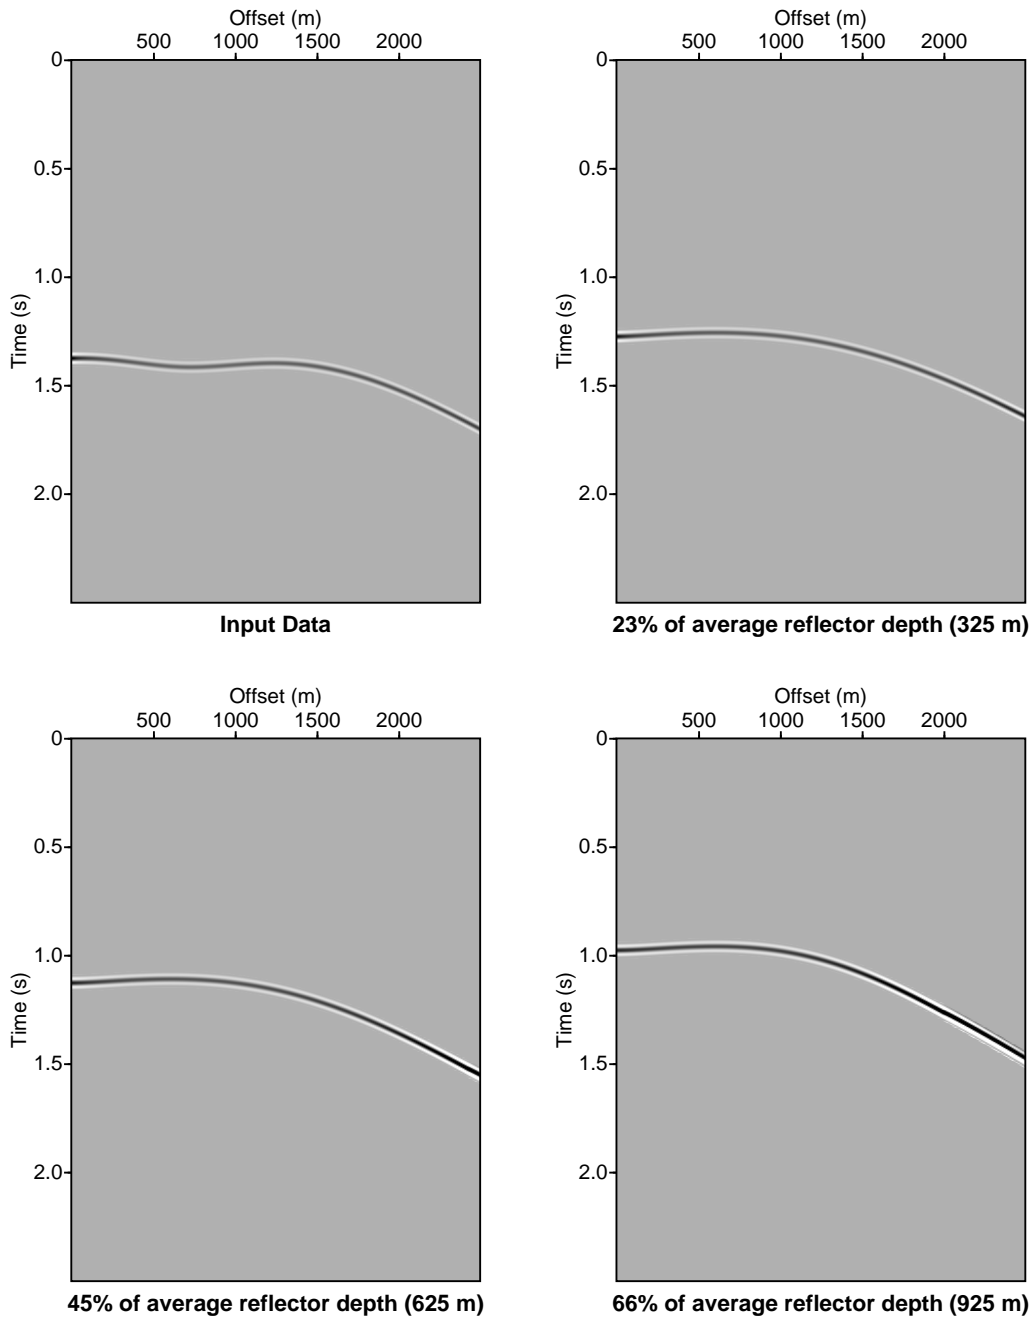 Offset (m)
500 1000 1500 2000
0
0.5
1.0
1.5
2.0
Time (s)
Input Data
Offset (m)
500 1000 1500 2000
0
0.5
1.0
1.5
2.0
Time (s)
23% of average reflector depth (325 m)
Offset (m)
500 1000 1500 2000
0
0.5
1.0
1.5
2.0
Time (s)
45% of average reflector depth (625 m)
Offset (m)
500 1000 1500 2000
0
0.5
1.0
1.5
2.0
Time (s)
66% of average reflector depth (925 m)